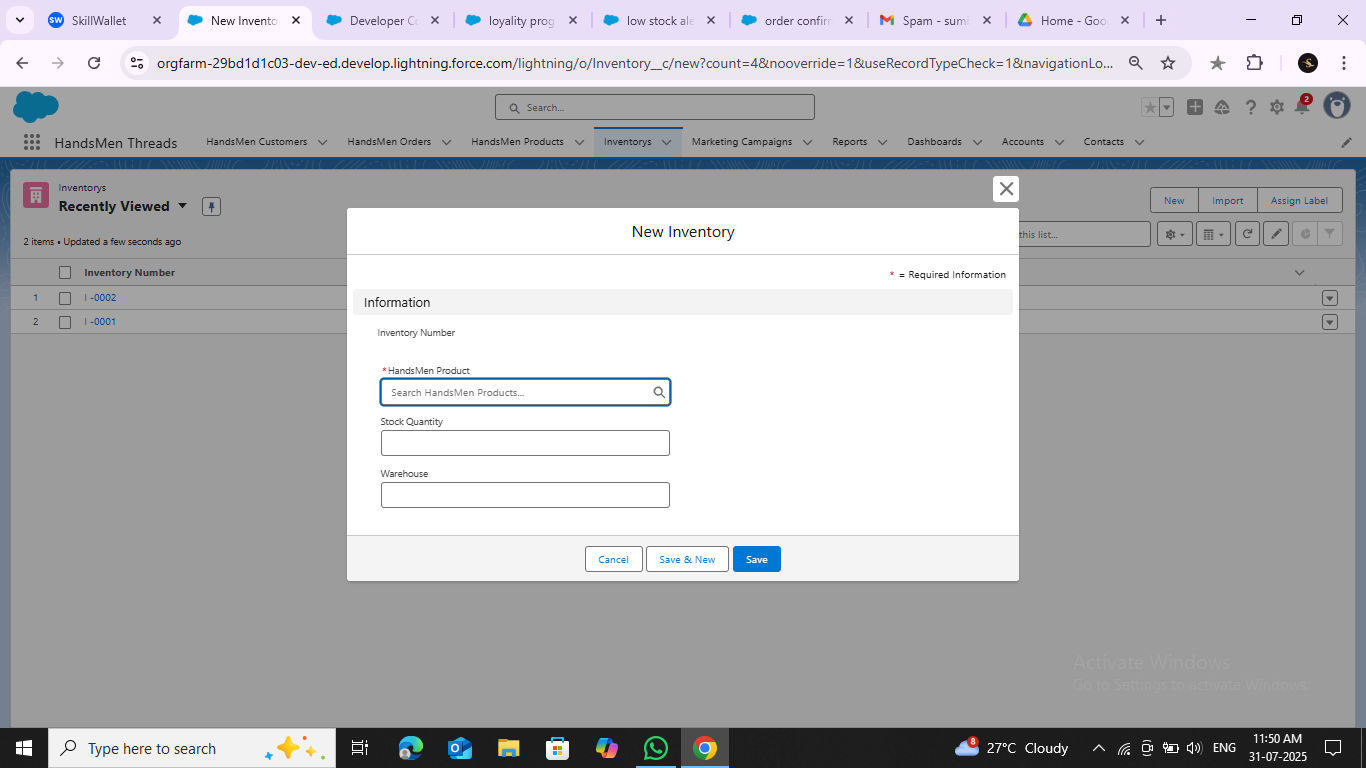 SkillWallet
New Invento
Developer Co
loyality prog
low stock ale
order confirm
Spam - sumi
Home - Goo
orgfarm-29bd1d1c03-dev-ed.develop.lightning.force.com/lightning/o/Inventory__c/new?count=4&nooverride=1&useRecordTypeCheck=1&navigationLo...
Search...
2
HandsMen Threads
HandsMen Customers
HandsMen Orders
HandsMen Products
Inventorys
Marketing Campaigns
Reports
Dashboards
Accounts
Contacts
Inventorys
Recently Viewed
New
Import
Assign Label
2 items • Updated a few seconds ago
this list...
Inventory Number
1
I -0002
2
I -0001
New Inventory
* = Required Information
Information
Inventory Number
*HandsMen Product
Search HandsMen Products...
Stock Quantity
Warehouse
Cancel
Save & New
Save
Activate Windows
Go to Settings to activate Windows.
Type here to search
8
27°C Cloudy
ENG
11:50 AM
31-07-2025